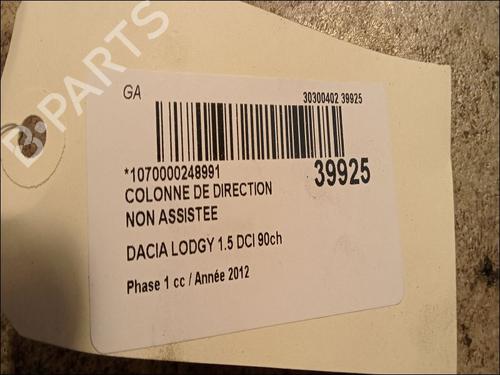 B-PARTS
GA
30300402 39925
*1070000248991
39925
COLONNE DE DIRECTION
NON ASSISTEE
DACIA LODGY 1.5 DCI 90ch
Phase 1 cc / Année 2012